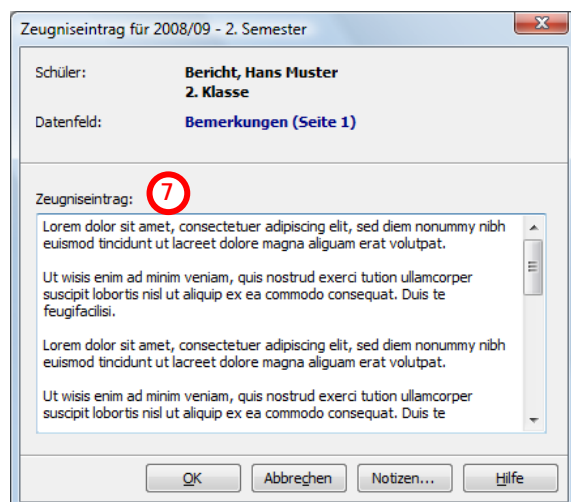 Zeugniseintrag für 2008/09 - 2. Semester
Schüler: Bericht, Hans Muster
2. Klasse
Datenfeld: Bemerkungen (Seite 1)
Zeugniseintrag: 7
Lorem dolor sit amet, consectetuer adipiscing elit, sed diem nonummy nibh
euismod tincidunt ut lacreet dolore magna aliguam erat volutpat.
Ut wisis enim ad minim veniam, quis nostrud exerci tution ullamcorper
suscipit lobortis nisl ut aliquip ex ea commodo consequat. Duis te
feugifacilisi.
Lorem dolor sit amet, consectetuer adipiscing elit, sed diem nonummy nibh
euismod tincidunt ut lacreet dolore magna aliguam erat volutpat.
Ut wisis enim ad minim veniam, quis nostrud exerci tution ullamcorper
suscipit lobortis nisl ut aliquip ex ea commodo consequat. Duis te
OK Abbrechen Notizen... Hilfe